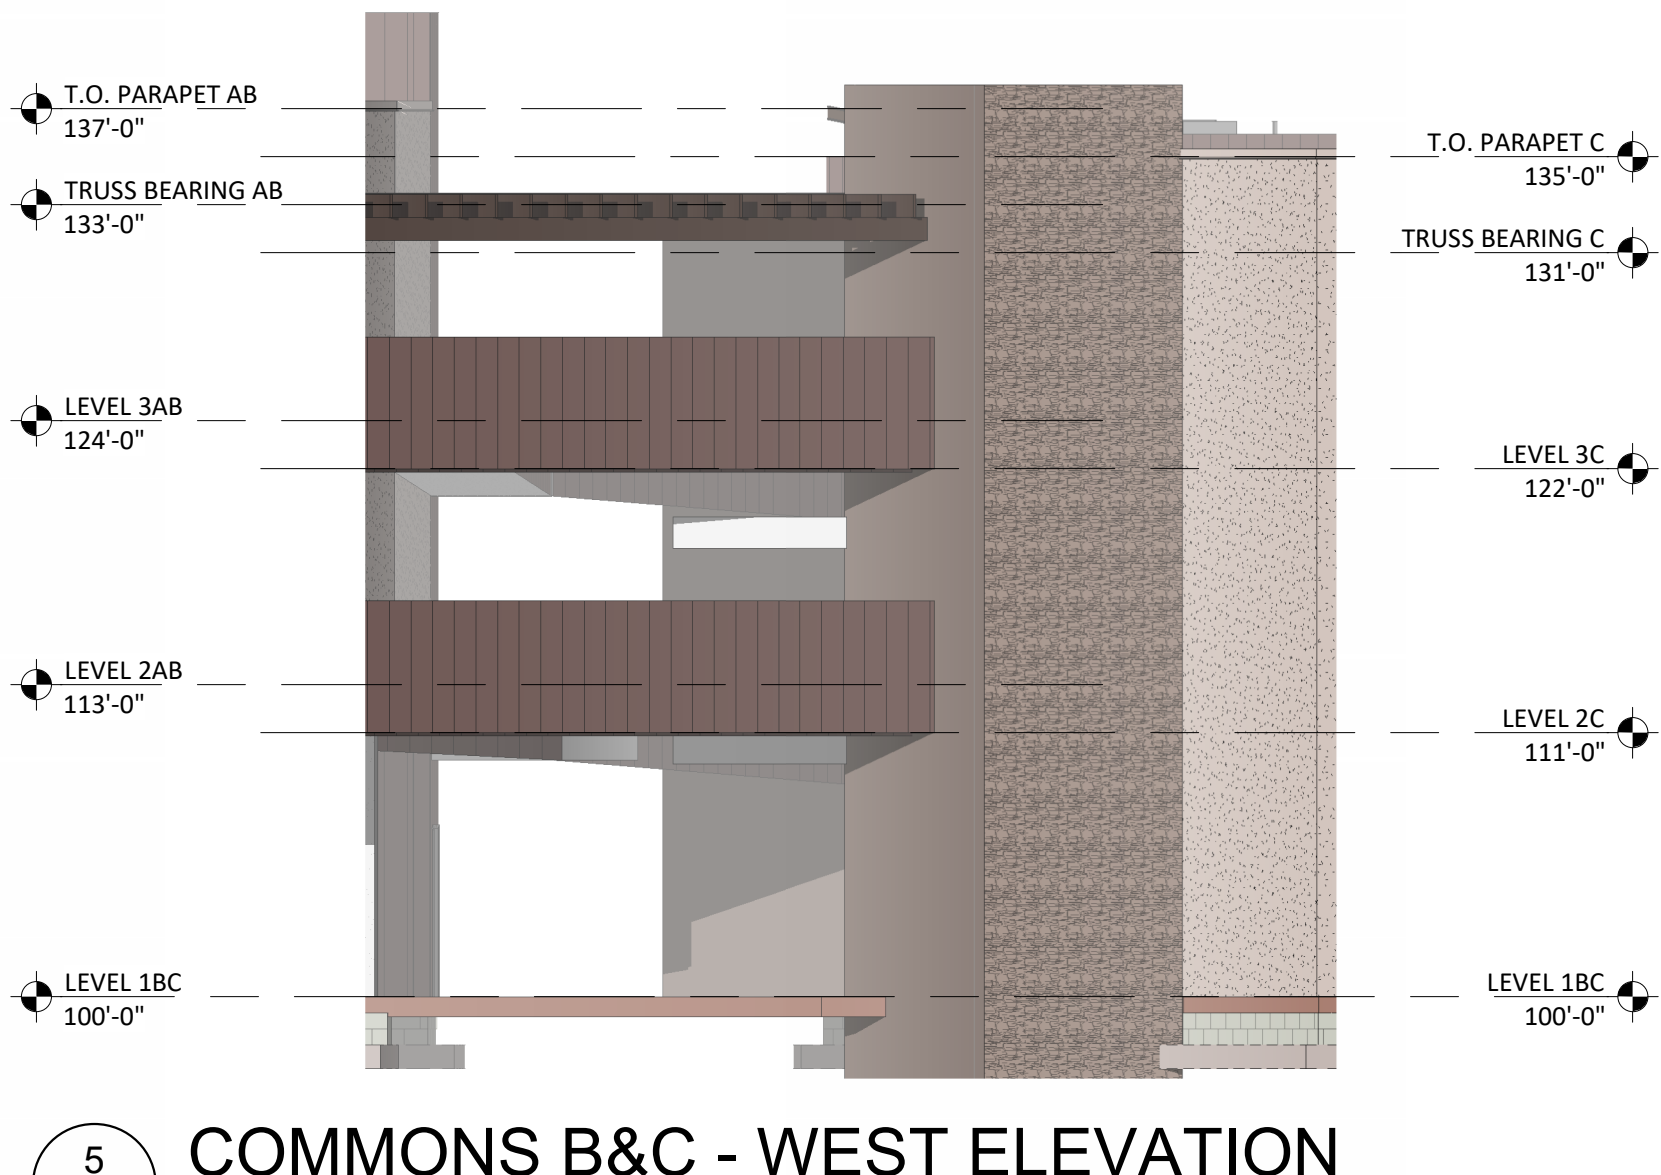 T.O. PARAPET AB
137'-0"
TRUSS BEARING AB
133'-0"
LEVEL 3AB
124'-0"
LEVEL 2AB
113'-0"
LEVEL 1BC
100'-0"
T.O. PARAPET C
135'-0"
TRUSS BEARING C
131'-0"
LEVEL 3C
122'-0"
LEVEL 2C
111'-0"
LEVEL 1BC
100'-0"
5
COMMONS B&C - WEST ELEVATION